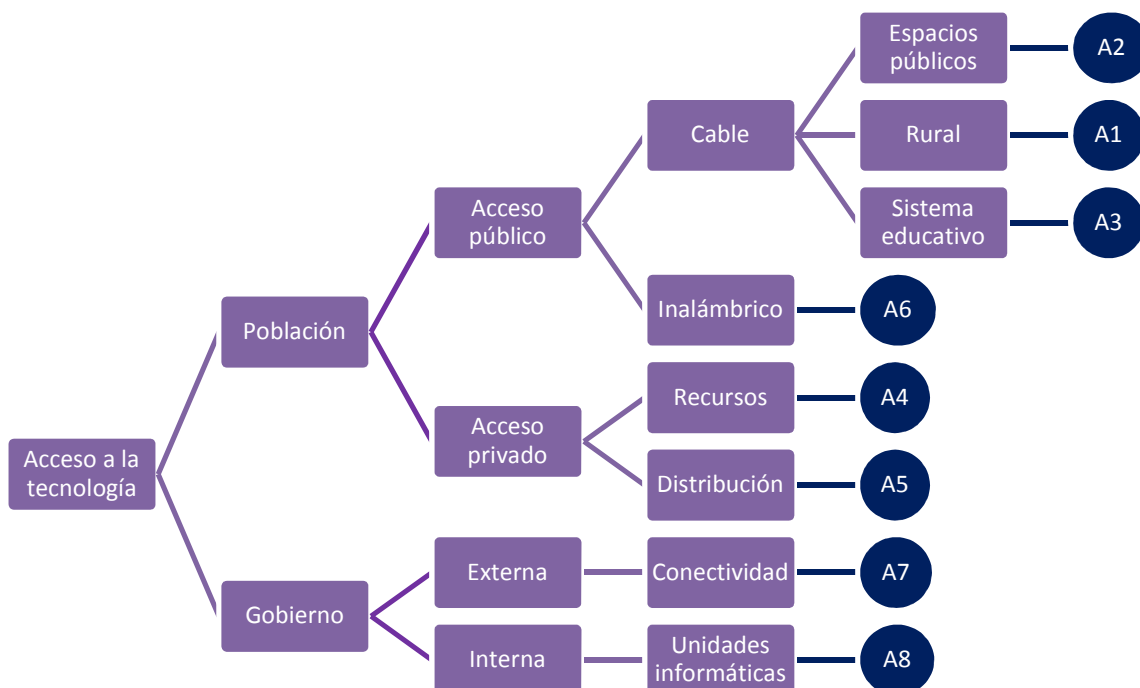 Espacios
públicos
A2
Cable
Rural
A1
Acceso
público
Sistema
educativo
A3
Inalámbrico
A6
Población
Recursos
A4
Acceso
privado
Acceso a la
tecnología
Distribución
A5
Externa
Conectividad
A7
Gobierno
Interna
Unidades
informáticas
A8